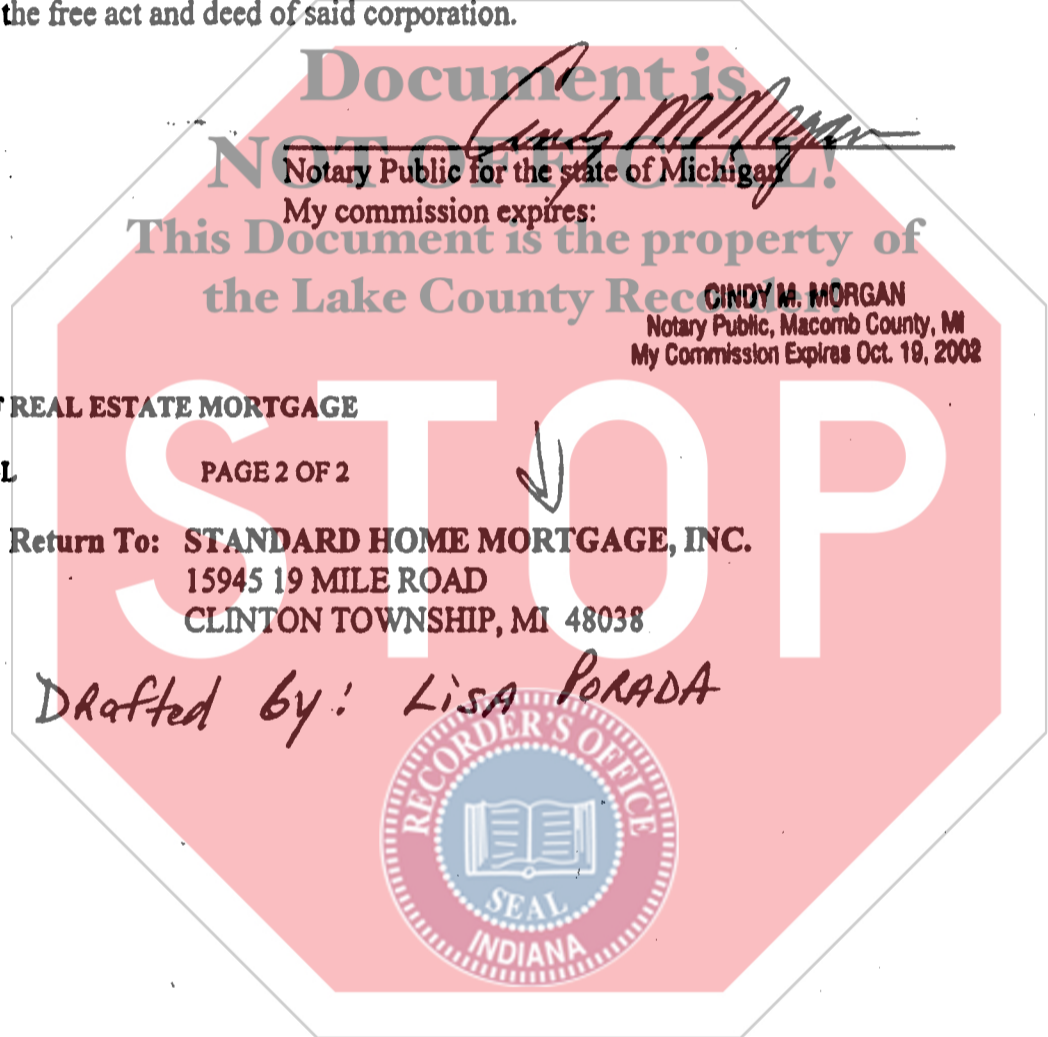 the free act and deed of said corporation.
Document is
Cindy M Morgan
NOT OFFICIAL!
Notary Public for the state of Michigan
My commission expires:
This Document is the property of
the Lake County Recorder!
CINDY M. MORGAN
Notary Public, Macomb County, MI
My Commission Expires Oct. 19, 2002
REAL ESTATE MORTGAGE
L PAGE 2 OF 2
STOP
Return To: STANDARD HOME MORTGAGE, INC.
15945 19 MILE ROAD
CLINTON TOWNSHIP, MI 48038
Drafted by: LiSA PORADA
RECORDER'S OFFICE
SEAL
INDIANA